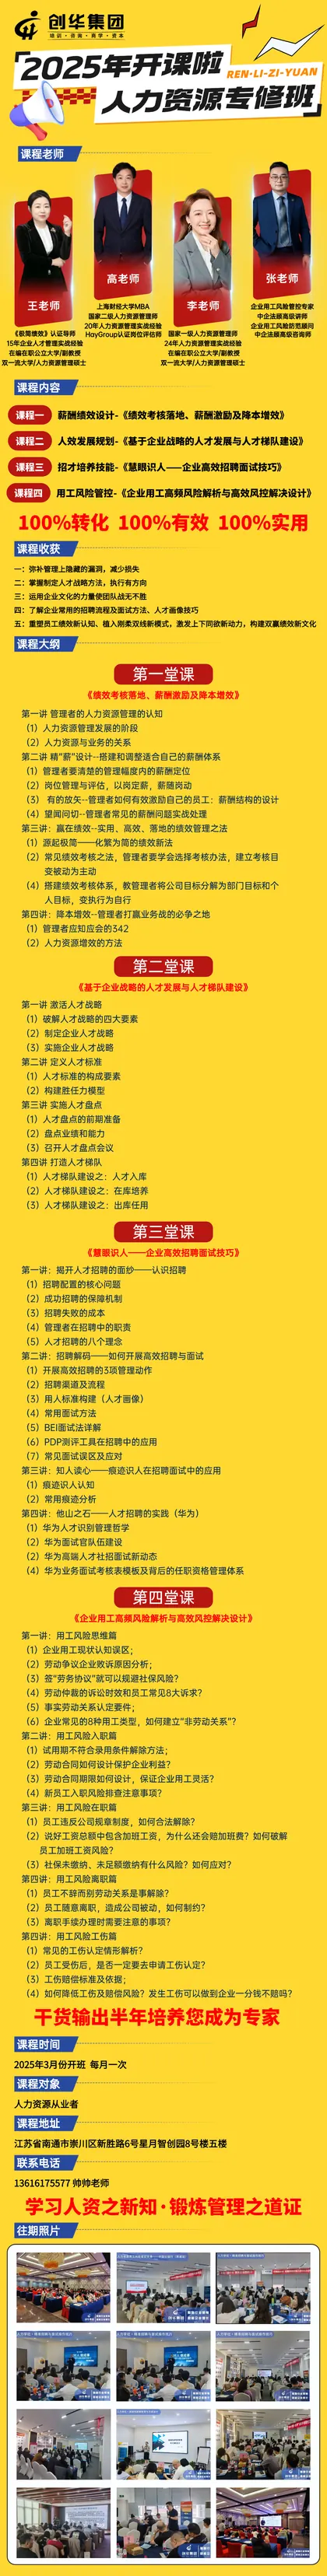 创华集团
培训·咨询·商学·资本
2025年开课啦
REN-LI-ZI-YUAN
人力资源专修班
课程老师
王老师
高老师
李老师
张老师
《极简绩效》认证导师
15年企业人才管理实战经验
在编在职公立大学/副教授
双一流大学/人力资源管理硕士
上海财经大学MBA
国家二级人力资源管理师
20年人力资源管理实战经验
HayGroup认证岗位评估师
国家一级人力资源管理师
24年人力资源管理实战经验
在编在职公立大学/副教授
双一流大学/人力资源管理硕士
企业用工风险管控专家
中企法顾高级讲师
企业用工风险防范顾问
中企法顾高级咨询师
课程内容
课程一 薪酬绩效设计-《绩效考核落地、薪酬激励及降本增效》
课程二 人效发展规划-《基于企业战略的人才发展与人才梯队建设》
课程三 招才培养技能-《慧眼识人——企业高效招聘面试技巧》
课程四 用工风险管控-《企业用工高频风险解析与高效风控解决设计》
100%转化 100%有效 100%实用
课程收获
一：弥补管理上隐藏的漏洞，减少损失
二：掌握制定人才战略方法，执行有方向
三：运用企业文化的力量使团队战无不胜
四：了解企业常用的招聘流程及面试方法、人才画像技巧
五：重塑员工绩效新认知、植入刚柔双线新模式，激发上下同欲新动力，构建双赢绩效新文化
课程大纲
第一堂课
《绩效考核落地、薪酬激励及降本增效》
第一讲 管理者的人力资源管理的认知
（1）人力资源管理发展的阶段
（2）人力资源与业务的关系
第二讲 精“薪”设计--搭建和调整适合自己的薪酬体系
（1）管理者要清楚的管理幅度内的薪酬定位
（2）岗位管理与评估，以岗定薪，薪随岗动
（3） 有的放矢--管理者如何有效激励自己的员工：薪酬结构的设计
（4）望闻问切--管理者常见的薪酬问题实战处理
第三讲：赢在绩效--实用、高效、落地的绩效管理之法
（1）源起极简——化繁为简的绩效新法
（2）常见绩效考核之法，管理者要学会选择考核办法，建立考核目
变被动为主动
（4）搭建绩效考核体系，教管理者将公司目标分解为部门目标和个
人目标，变执行为自行
第四讲：降本增效--管理者打赢业务战的必争之地
（1）管理者应知应会的342
（2）人力资源增效的方法
第二堂课
《基于企业战略的人才发展与人才梯队建设》
第一讲 激活人才战略
（1）破解人才战略的四大要素
（2）制定企业人才战略
（3）实施企业人才战略
第二讲 定义人才标准
（1）人才标准的构成要素
（2）构建胜任力模型
第三讲 实施人才盘点
（1）人才盘点的前期准备
（2）盘点业绩和能力
（3）召开人才盘点会议
第四讲 打造人才梯队
（1）人才梯队建设之：人才入库
（2）人才梯队建设之：在库培养
（3）人才梯队建设之：出库任用
第三堂课
《慧眼识人——企业高效招聘面试技巧》
第一讲：揭开人才招聘的面纱——认识招聘
（1）招聘配置的核心问题
（2）成功招聘的保障机制
（3）招聘失败的成本
（4）管理者在招聘中的职责
（5）人才招聘的八个理念
第二讲：招聘解码——如何开展高效招聘与面试
（1）开展高效招聘的3项管理动作
（2）招聘渠道及流程
（3）用人标准构建（人才画像）
（4）常用面试方法
（5）BEI面试法详解
（6）PDP测评工具在招聘中的应用
（7）常见面试误区及应对
第三讲：知人读心——痕迹识人在招聘面试中的应用
（1）痕迹识人认知
（2）常用痕迹分析
第四讲：他山之石——人才招聘的实践（华为）
（1）华为人才识别管理哲学
（2）华为面试官队伍建设
（3）华为高端人才社招面试新动态
（4）华为业务面试考核表模板及背后的任职资格管理体系
第四堂课
《企业用工高频风险解析与高效风控解决设计》
第一讲：用工风险思维篇
（1）企业用工现状认知误区；
（2）劳动争议企业败诉原因分析；
（3）签“劳务协议”就可以规避社保风险？
（4）劳动仲裁的诉讼时效和员工常见8大诉求？
（5）事实劳动关系认定要件；
（6）企业常见的8种用工类型，如何建立“非劳动关系”？
第二讲：用工风险入职篇
（1）试用期不符合录用条件解除方法；
（2）劳动合同如何设计保护企业利益？
（3）劳动合同期限如何设计，保证企业用工灵活？
（4）新员工入职风险排查注意事项？
第三讲：用工风险在职篇
（1）员工违反公司规章制度，如何合法解除？
（2）说好工资总额中包含加班工资，为什么还会赔加班费？如何破解
员工加班工资风险？
（3）社保未缴纳、未足额缴纳有什么风险？如何应对？
第四讲：用工风险离职篇
（1）员工不辞而别劳动关系是事解除？
（2）员工随意离职，造成公司被动，如何制约？
（3）离职手续办理时需要注意的事项？
第四讲：用工风险工伤篇
（1）常见的工伤认定情形解析？
（2）员工受伤后，是否一定要去申请工伤认定？
（3）工伤赔偿标准及依据；
（4）如何降低工伤及赔偿风险？发生工伤可以做到企业一分钱不赔吗？
干货输出半年培养您成为专家
课程时间
2025年3月份开班 每月一次
课程对象
人力资源从业者
课程地址
江苏省南通市崇川区新胜路6号星月智创园8号楼五楼
联系电话
13616175577 帅帅老师
学习人资之新知·锻炼管理之道证
往期照片